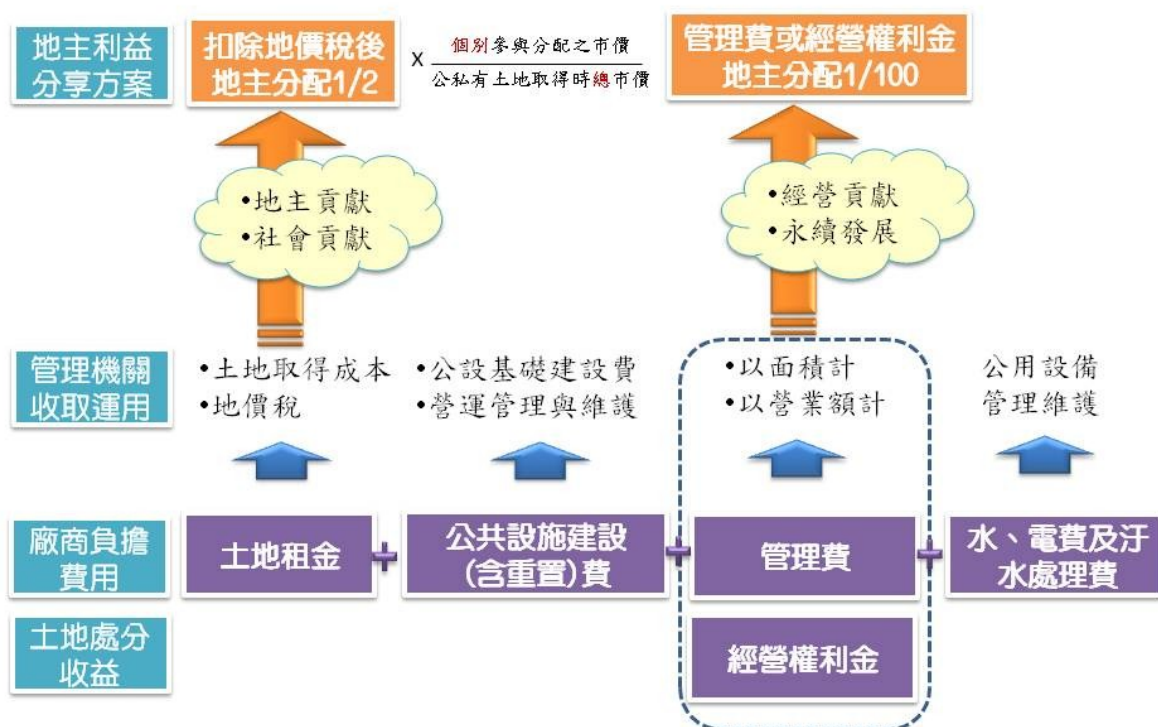 地主利益
分享方案
扣除地價稅後
地主分配1/2
x
個別參與分配之市價
公私有土地取得時總市價
管理費或經營權利金
地主分配1/100
•地主貢獻
•社會貢獻
•經營貢獻
•永續發展
管理機關
收取運用
•土地取得成本
•地價稅
•公設基礎建設費
•營運管理與維護
•以面積計
•以營業額計
公用設備
管理維護
廠商負擔
費用
土地租金
+
公共設施建設
(含重置)費
+
管理費
+
水、電費及汙
水處理費
土地處分
收益
經營權利金